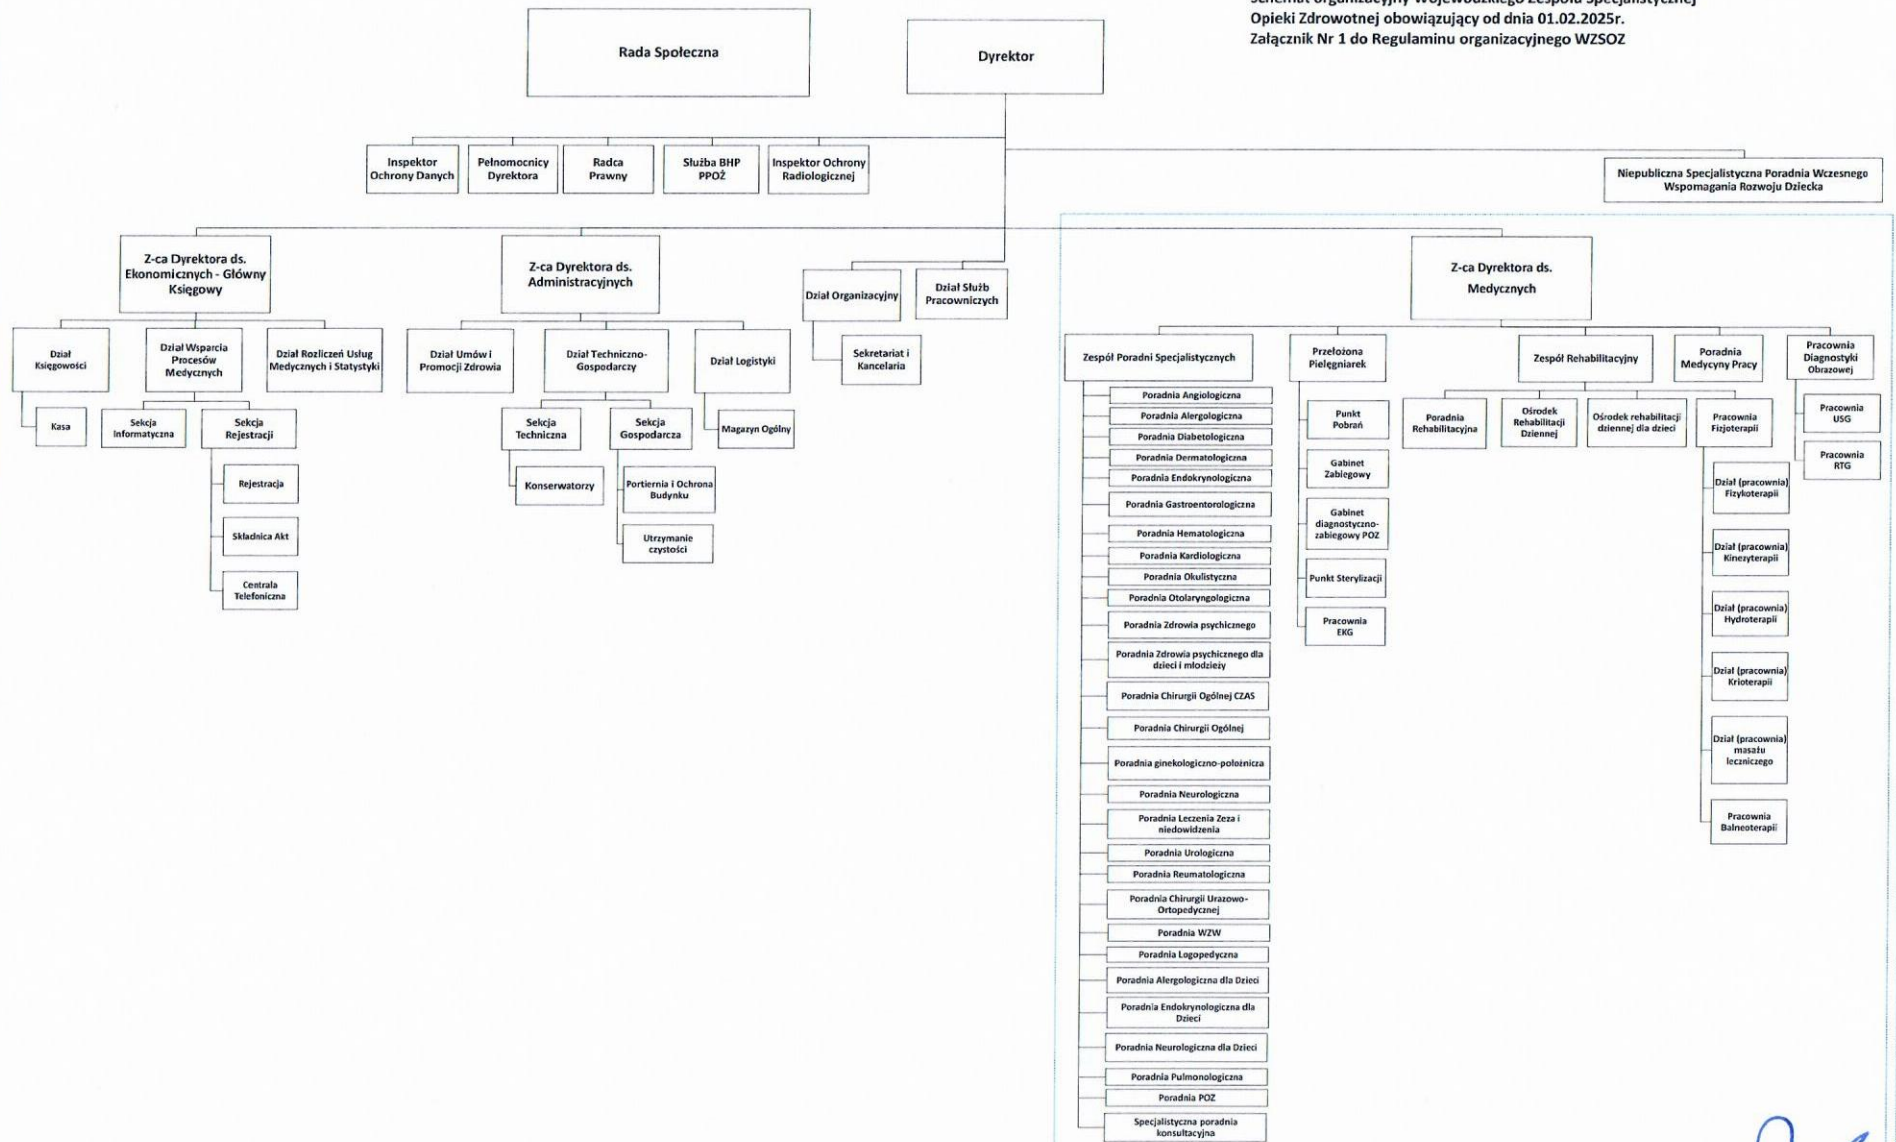 Schemat organizacyjny Wojewódzkiego Zespołu Specjalistycznej
Opieki Zdrowotnej obowiązujący od dnia 01.02.2025r.
Załącznik Nr 1 do Regulaminu organizacyjnego WZSOZ
Rada Społeczna
Dyrektor
Inspektor
Ochrony Danych
Pełnomocnicy
Dyrektora
Radca
Prawny
Służba BHP
PPOŻ
Inspektor Ochrony
Radiologicznej
Niepubliczna Specjalistyczna Poradnia Wczesnego
Wspomagania Rozwoju Dziecka
Z-ca Dyrektora ds.
Ekonomicznych - Główny
Księgowy
Z-ca Dyrektora ds.
Administracyjnych
Dział Organizacyjny
Dział Służb
Pracowniczych
Z-ca Dyrektora ds.
Medycznych
Dział
Księgowości
Dział Wsparcia
Procesów
Medycznych
Dział Rozliczeń Usług
Medycznych i Statystyki
Kasa
Sekcja
Informatyczna
Sekcja
Rejestracji
Rejestracja
Składnica Akt
Centrala
Telefoniczna
Dział Umów i
Promocji Zdrowia
Dział Techniczno-
Gospodarczy
Dział Logistyki
Sekcja
Techniczna
Sekcja
Gospodarcza
Magazyn Ogólny
Konserwatorzy
Portiernia i Ochrona
Budynku
Utrzymanie
czystości
Sekretariat i
Kancelaria
Zespół Poradni Specjalistycznych
Poradnia Angiologiczna
Poradnia Alergologiczna
Poradnia Diabetologiczna
Poradnia Dermatologiczna
Poradnia Endokrynologiczna
Poradnia Gastroentorologiczna
Poradnia Hematologiczna
Poradnia Kardiologiczna
Poradnia Okulistyczna
Poradnia Otolaryngologiczna
Poradnia Zdrowia psychicznego
Poradnia Zdrowia psychicznego dla
dzieci i młodzieży
Poradnia Chirurgii Ogólnej CZAS
Poradnia Chirurgii Ogólnej
Poradnia ginekologiczno-położnicza
Poradnia Neurologiczna
Poradnia Leczenia Zeza i
niedowidzenia
Poradnia Urologiczna
Poradnia Reumatologiczna
Poradnia Chirurgii Urazowo-
Ortopedycznej
Poradnia WZW
Poradnia Logopedyczna
Poradnia Alergologiczna dla Dzieci
Poradnia Endokrynologiczna dla
Dzieci
Poradnia Neurologiczna dla Dzieci
Poradnia Pulmonologiczna
Poradnia POZ
Specjalistyczna poradnia
konsultacyjna
Przełożona
Pielęgniarek
Punkt
Pobrań
Gabinet
Zabiegowy
Gabinet
diagnostyczno-
zabiegowy POZ
Punkt Sterylizacji
Pracownia
EKG
Zespół Rehabilitacyjny
Poradnia
Rehabilitacyjna
Ośrodek
Rehabilitacji
Dziennej
Ośrodek rehabilitacji
dziennej dla dzieci
Pracownia
Fizjoterapii
Dział (pracownia)
Fizykoterapii
Dział (pracownia)
Kinezyterapii
Dział (pracownia)
Hydroterapii
Dział (pracownia)
Krioterapii
Dział (pracownia)
masażu
leczniczego
Pracownia
Balneoterapii
Poradnia
Medycyny Pracy
Pracownia
Diagnostyki
Obrazowej
Pracownia
USG
Pracownia
RTG